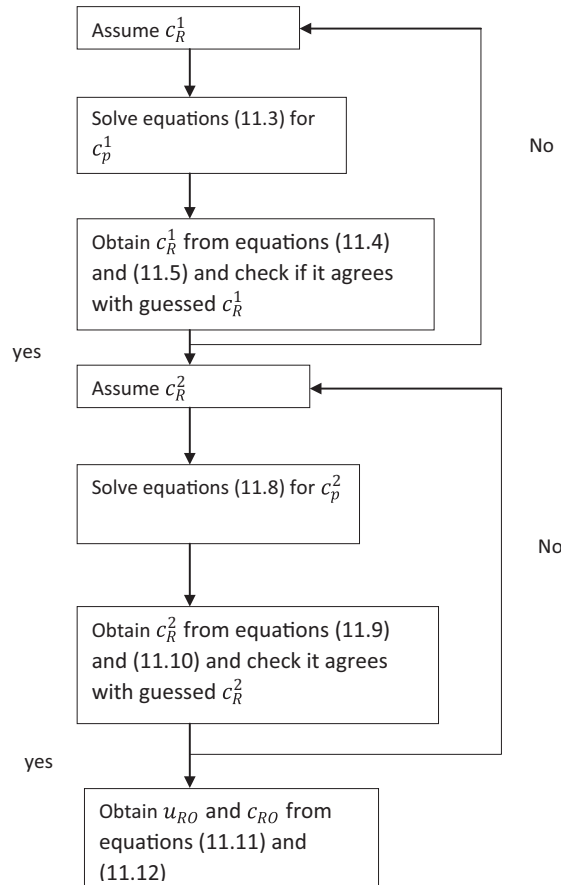 Assume $c_R^1$
Solve equations (11.3) for
$c_p^1$
No
Obtain $c_R^1$ from equations (11.4)
and (11.5) and check if it agrees
with guessed $c_R^1$
yes
Assume $c_R^2$
Solve equations (11.8) for $c_p^2$
No
Obtain $c_R^2$ from equations (11.9)
and (11.10) and check it agrees
with guessed $c_R^2$
yes
Obtain $u_{RO}$ and $c_{RO}$ from
equations (11.11) and
(11.12)